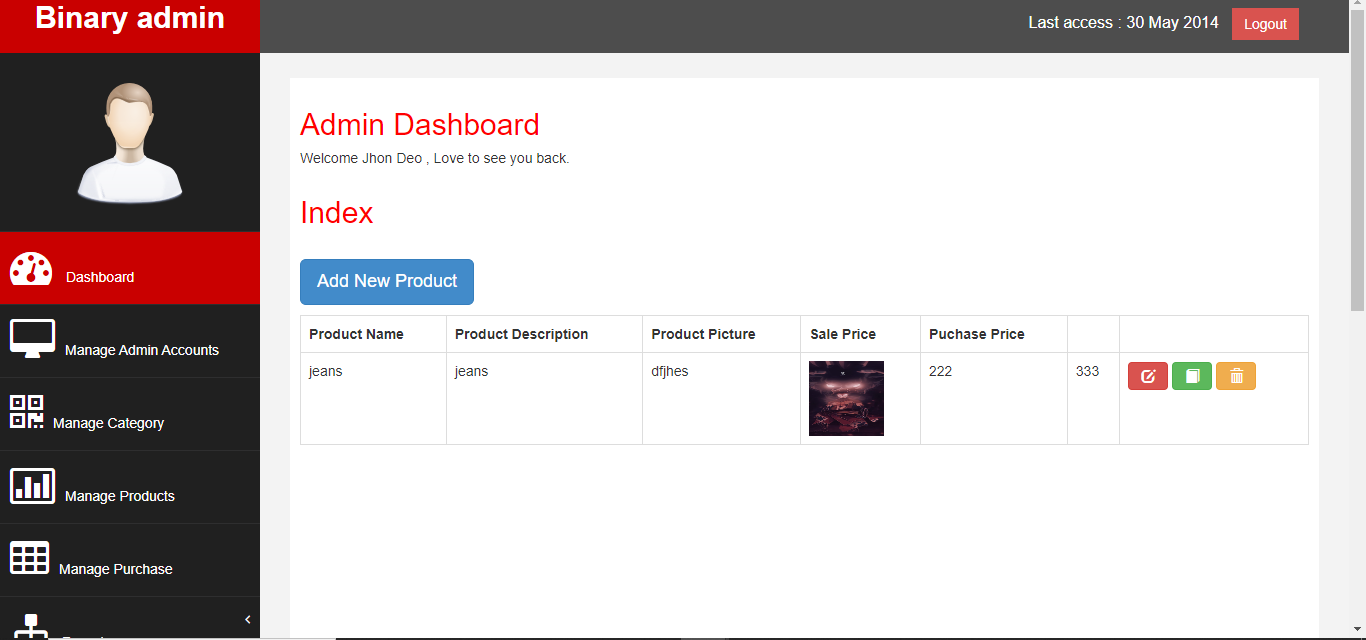 Binary admin
Last access : 30 May 2014 Logout
Admin Dashboard
Welcome Jhon Deo , Love to see you back.
Index
Add New Product
Product Name Product Description Product Picture Sale Price Puchase Price
jeans jeans dfjhes 222 333
Dashboard
Manage Admin Accounts
Manage Category
Manage Products
Manage Purchase